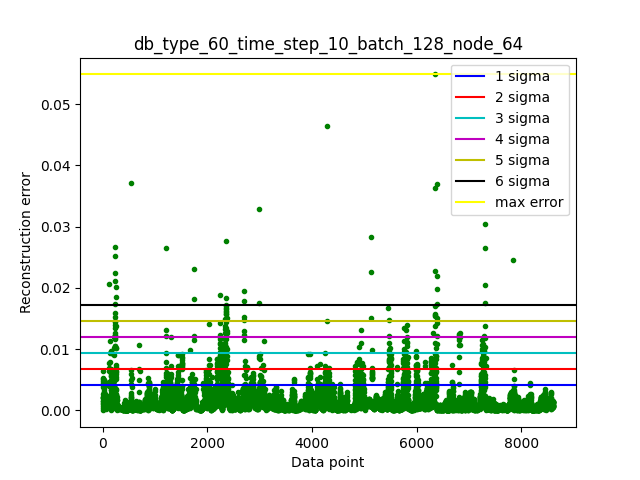 db_type_60_time_step_10_batch_128_node_64
1 sigma
2 sigma
3 sigma
4 sigma
5 sigma
6 sigma
max error
Reconstruction error
0.05
0.04
0.03
0.02
0.01
0.00
0
2000
4000
6000
8000
Data point